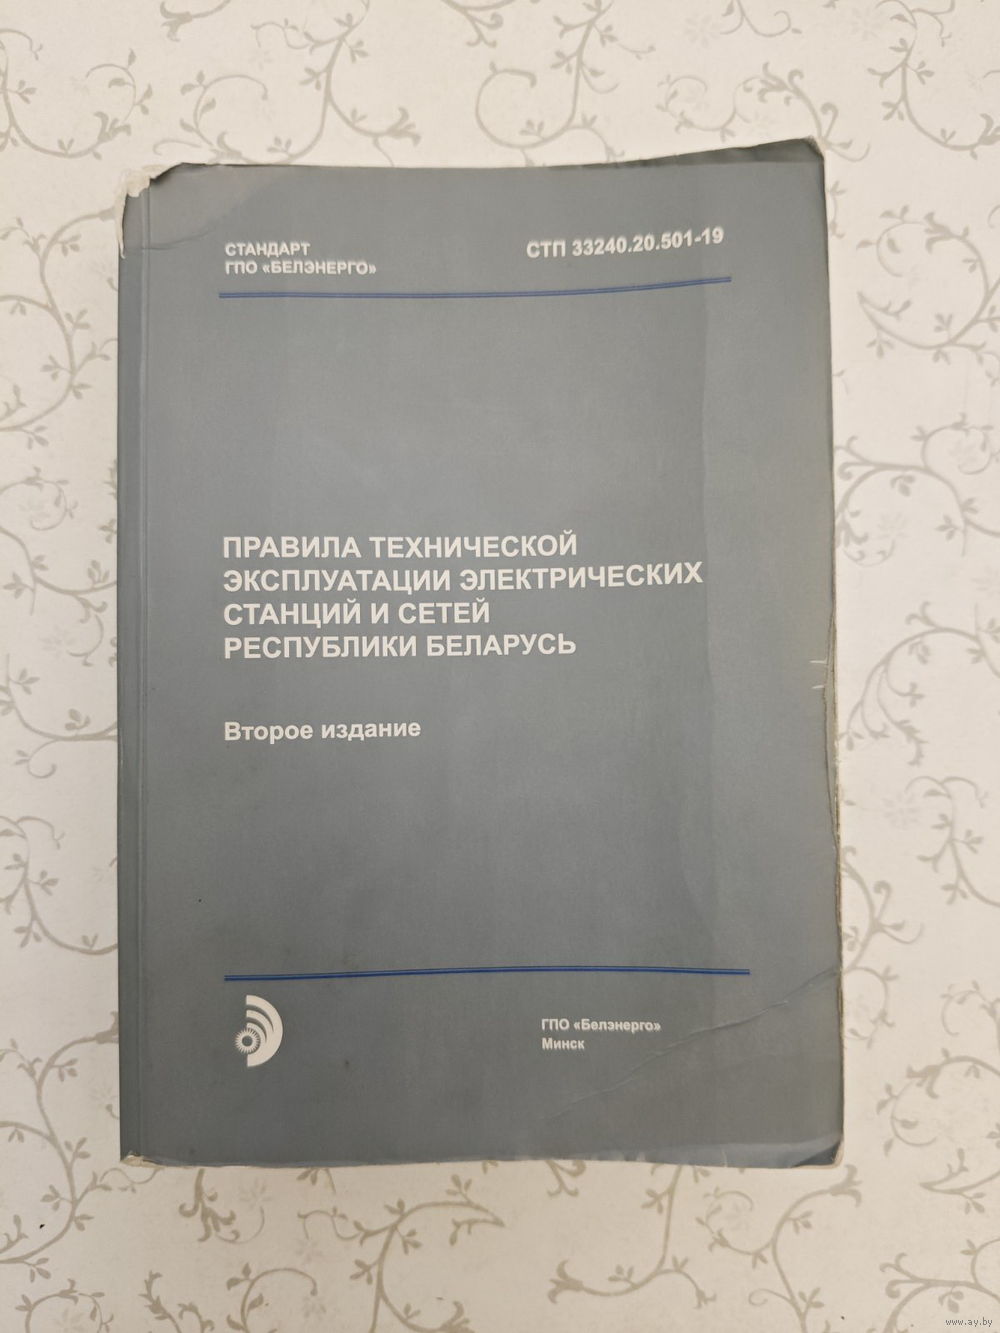 СТАНДАРТ
ГПО «БЕЛЭНЕРГО»
СТП 33240.20.501-19
ПРАВИЛА ТЕХНИЧЕСКОЙ
ЭКСПЛУАТАЦИИ ЭЛЕКТРИЧЕСКИХ
СТАНЦИЙ И СЕТЕЙ
РЕСПУБЛИКИ БЕЛАРУСЬ
Второе издание
ГПО «Белэнерго»
Минск
www.ay.by